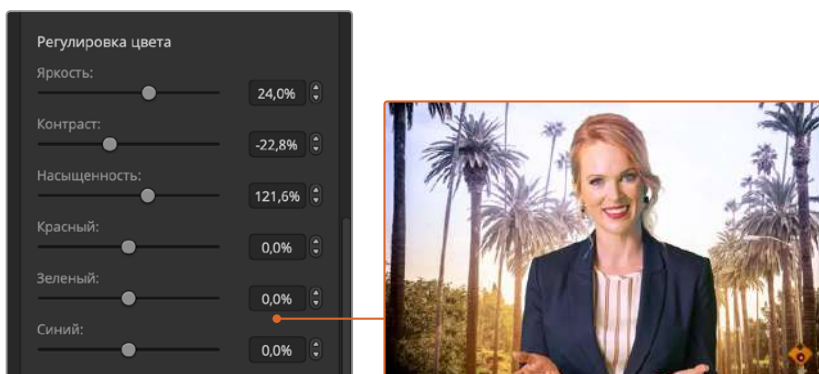 Регулировка цвета
Яркость:
24,0%
Контраст:
-22,8%
Насыщенность:
121,6%
Красный:
0,0%
Зеленый:
0,0%
Синий:
0,0%